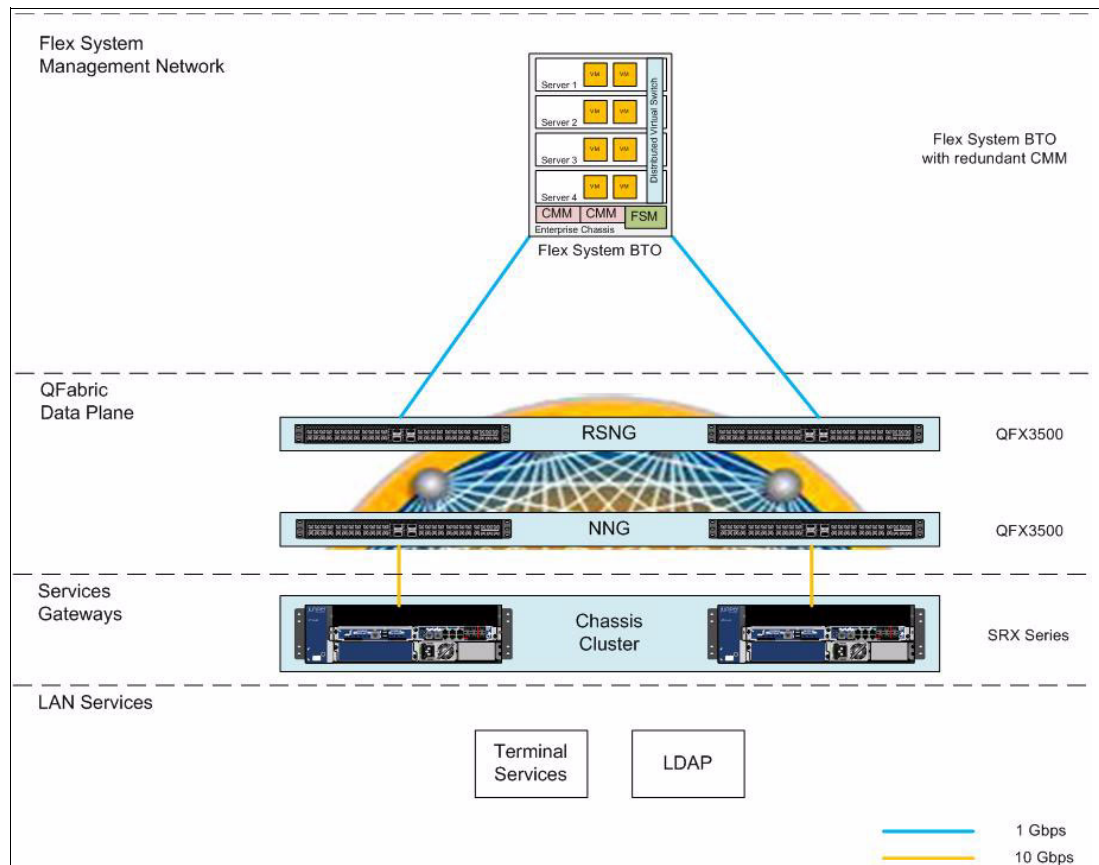 Flex System
Management Network
Server 1
VM
VM
Server 2
VM
VM
Server 3
VM
VM
Server 4
VM
VM
Distributed Virtual Switch
CMM
CMM
FSM
Enterprise Chassis
Flex System BTO
Flex System BTO
with redundant CMM
QFabric
Data Plane
RSNG
QFX3500
NNG
QFX3500
Services
Gateways
Chassis
Cluster
SRX Series
LAN Services
Terminal
Services
LDAP
1 Gbps
10 Gbps